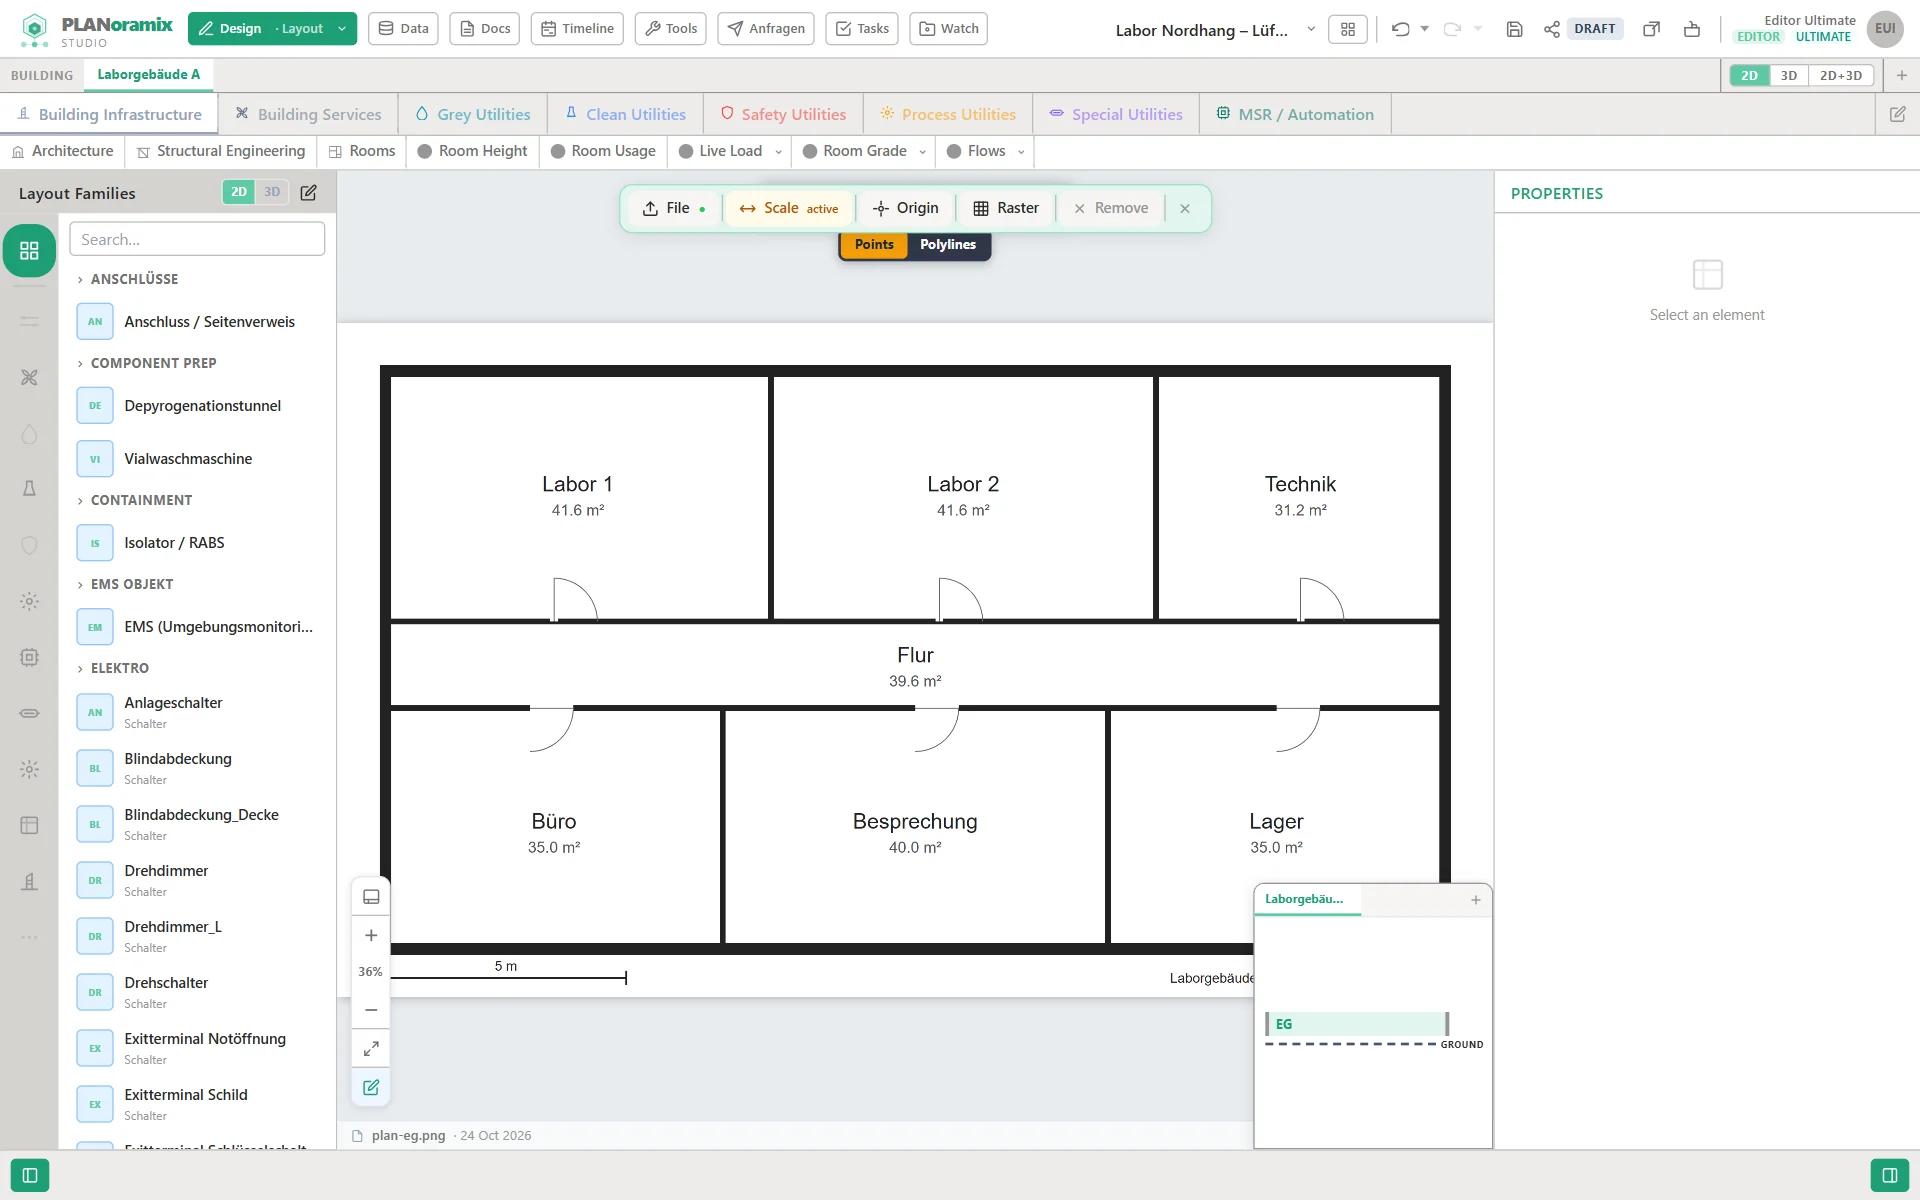 PLANoramix
STUDIO
Design · Layout
Data
Docs
Timeline
Tools
Anfragen
Tasks
Watch
Labor Nordhang – Lüf...
DRAFT
Editor Ultimate
EDITOR ULTIMATE
EUI
BUILDING
Laborgebäude A
2D
3D
2D+3D
Building Infrastructure
Building Services
Grey Utilities
Clean Utilities
Safety Utilities
Process Utilities
Special Utilities
MSR / Automation
Architecture
Structural Engineering
Rooms
Room Height
Room Usage
Live Load
Room Grade
Flows
Layout Families
2D
3D
Search...
ANSCHLÜSSE
AN
Anschluss / Seitenverweis
COMPONENT PREP
DE
Depyrogenationstunnel
VI
Vialwaschmaschine
CONTAINMENT
IS
Isolator / RABS
EMS OBJEKT
EM
EMS (Umgebungsmonitori...
ELEKTRO
AN
Anlageschalter
Schalter
BL
Blindabdeckung
Schalter
BL
Blindabdeckung_Decke
Schalter
DR
Drehdimmer
Schalter
DR
Drehdimmer_L
Schalter
DR
Drehschalter
Schalter
EX
Exitterminal Notöffnung
Schalter
EX
Exitterminal Schild
Schalter
File
Scale active
Origin
Raster
Remove
Points
Polylines
Labor 1
41.6 m²
Labor 2
41.6 m²
Technik
31.2 m²
Flur
39.6 m²
Büro
35.0 m²
Besprechung
40.0 m²
Lager
35.0 m²
36%
5 m
Laborgebäude
Laborgebäu...
EG
GROUND
plan-eg.png · 24 Oct 2026
PROPERTIES
Select an element